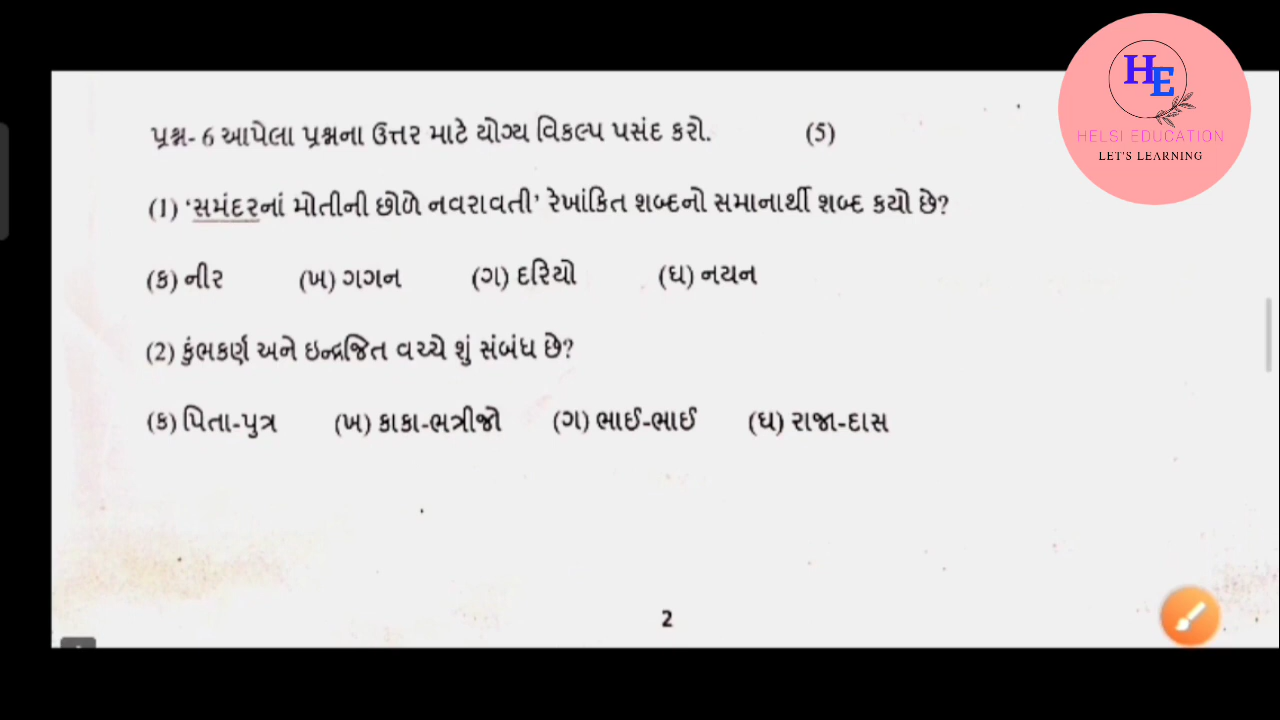 HE
HELSI EDUCATION
LET'S LEARNING
પ્રશ્ન- 6 આપેલા પ્રશ્નના ઉત્તર માટે યોગ્ય વિકલ્પ પસંદ કરો. (5)
(1) ‘સમંદરનાં મોતીની છોળે નવરાવતી’ રેખાંકિત શબ્દનો સમાનાર્થી શબ્દ કયો છે?
(ક) નીર (ખ) ગગન (ગ) દરિયો (ઘ) નયન
(2) કુંભકર્ણ અને ઇન્દ્રજિત વચ્ચે શું સંબંધ છે?
(ક) પિતા-પુત્ર (ખ) કાકા-ભત્રીજો (ગ) ભાઈ-ભાઈ (ઘ) રાજા-દાસ
2